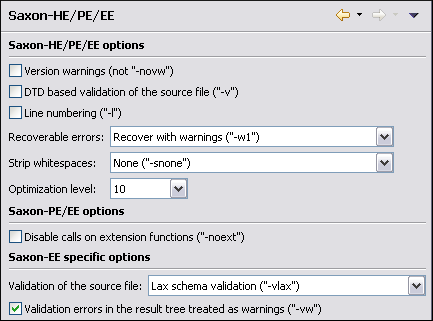 Saxon-HE/PE/EE
Saxon-HE/PE/EE options
Version warnings (not "-novw")
DTD based validation of the source file ("-v")
Line numbering ("-l")
Recoverable errors: Recover with warnings ("-w1")
Strip whitespaces: None ("-snone")
Optimization level: 10
Saxon-PE/EE options
Disable calls on extension functions ("-noext")
Saxon-EE specific options
Validation of the source file: Lax schema validation ("-vlax")
Validation errors in the result tree treated as warnings ("-vw")